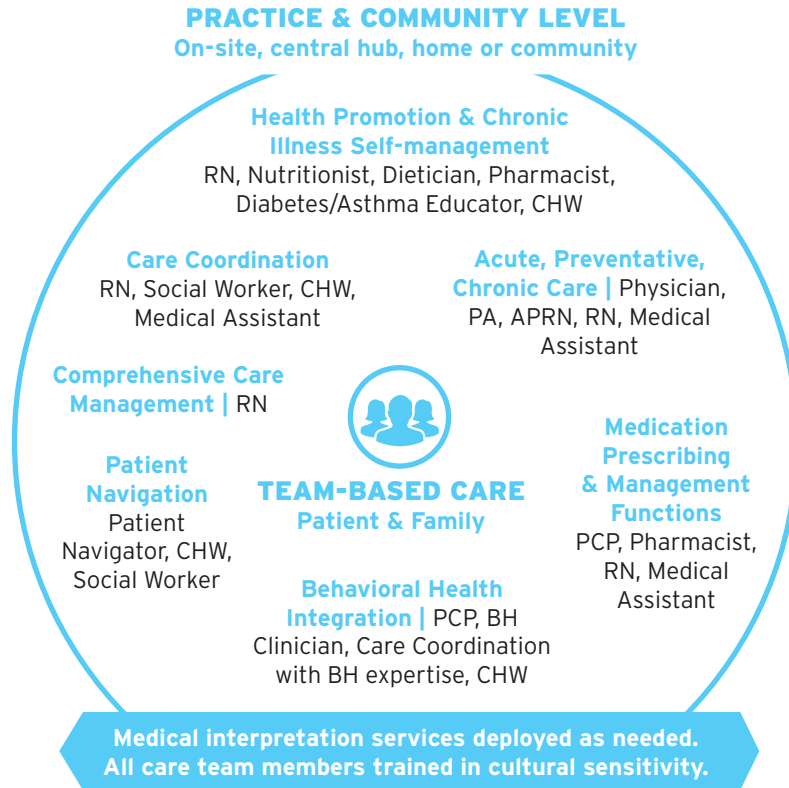 PRACTICE & COMMUNITY LEVEL
On-site, central hub, home or community
Health Promotion & Chronic
Illness Self-management
RN, Nutritionist, Dietician, Pharmacist,
Diabetes/Asthma Educator, CHW
Care Coordination
RN, Social Worker, CHW,
Medical Assistant
Acute, Preventative,
Chronic Care | Physician,
PA, APRN, RN, Medical
Assistant
Comprehensive Care
Management | RN
Patient
Navigation
Patient
Navigator, CHW,
Social Worker
TEAM-BASED CARE
Patient & Family
Medication
Prescribing
& Management
Functions
PCP, Pharmacist,
RN, Medical
Assistant
Behavioral Health
Integration | PCP, BH
Clinician, Care Coordination
with BH expertise, CHW
Medical interpretation services deployed as needed.
All care team members trained in cultural sensitivity.